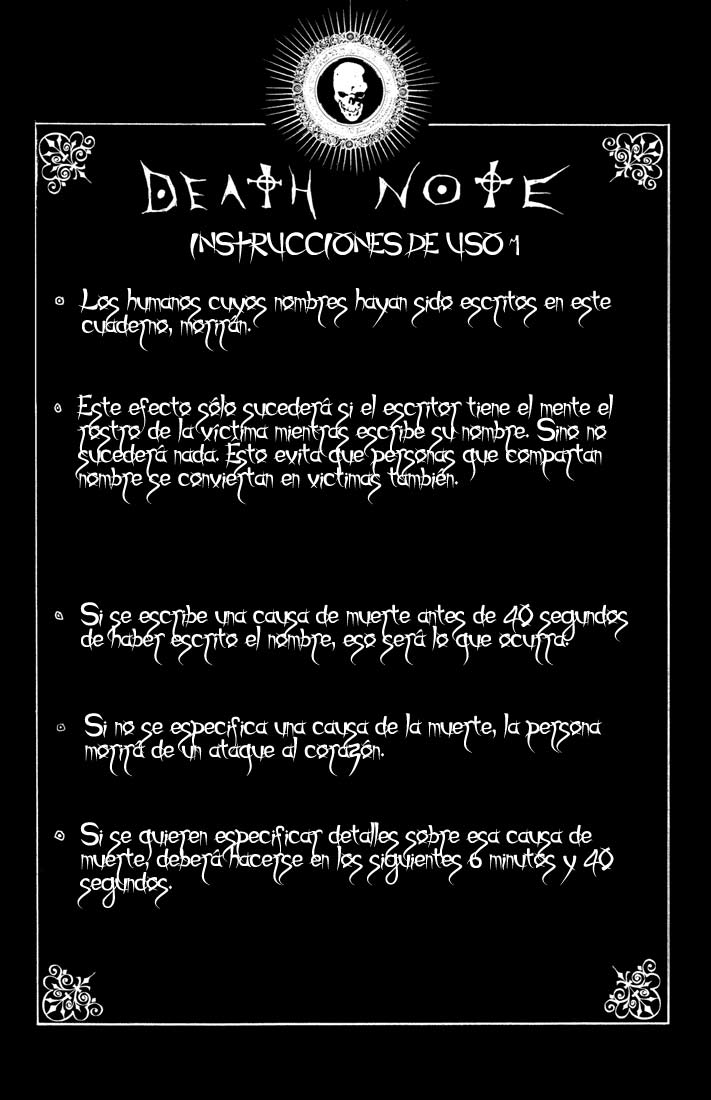 DEATH NOTE
INSTRUCCIONES DE USO 1
Los humanos cuyos nombres hayan sido escritos en este
cuaderno, morirán.
Este efecto sólo sucederá si el escritor tiene el mente el
rostro de la víctima mientras escribe su nombre. Sino no
sucederá nada. Esto evita que personas que compartan
nombre se conviertan en victimas también.
Si se escribe una causa de muerte antes de 40 segundos
de haber escrito el nombre, eso será lo que ocurra.
Si no se especifica una causa de la muerte, la persona
morirá de un ataque al corazón.
Si se quieren especificar detalles sobre esa causa de
muerte, deberá hacerse en los siguientes 6 minutos y 40
segundos.